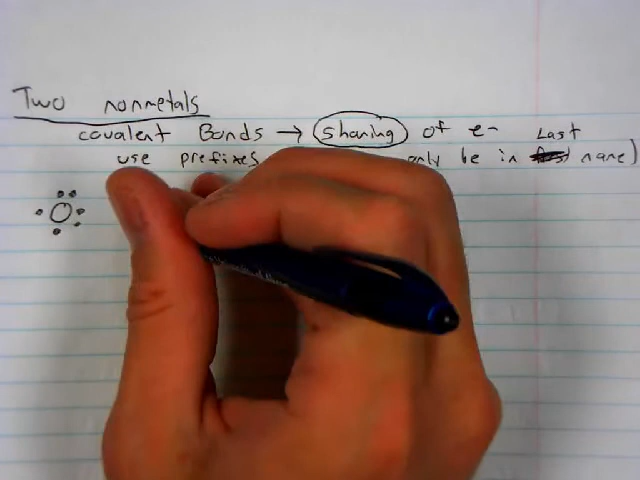 Two nonmetals
covalent Bonds → sharing of e- Last
use prefixes only be in name)
O